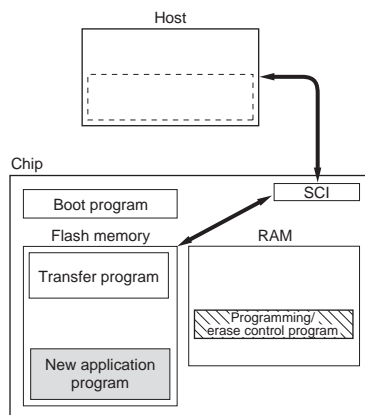 Host
Chip
SCI
Boot program
Flash memory
RAM
Transfer program
Programming/
erase control program
New application
program